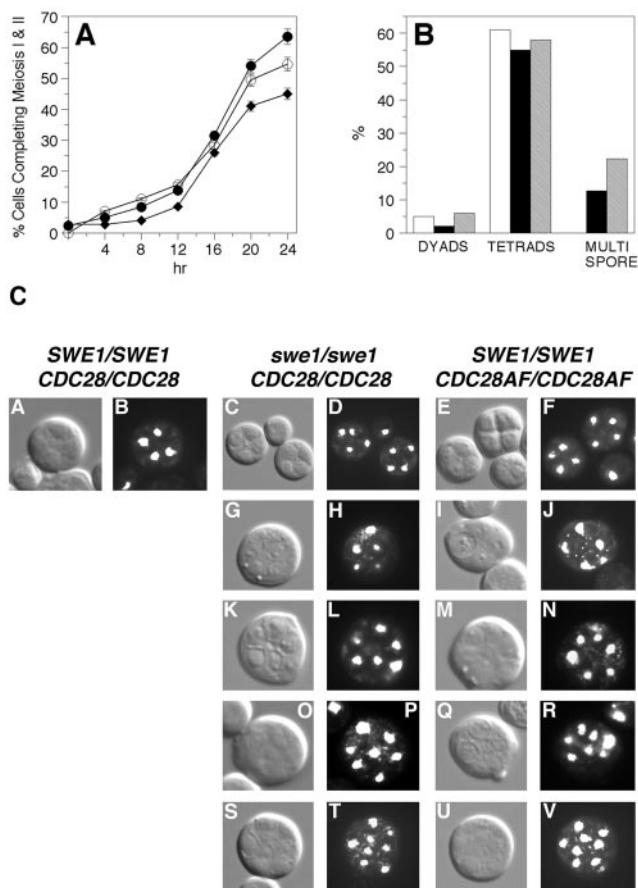 A
% Cells Completing Meiosis I & II
70
60
50
40
30
20
10
0
4 8 12 16 20 24
hr
B
%
60
50
40
30
20
10
0
DYADS TETRADS MULTI
SPORE
C
SWE1/SWE1 swe1/swe1 SWE1/SWE1
CDC28/CDC28 CDC28/CDC28 CDC28AF/CDC28AF
A B C D E F
G H I J
K L M N
O P Q R
S T U V